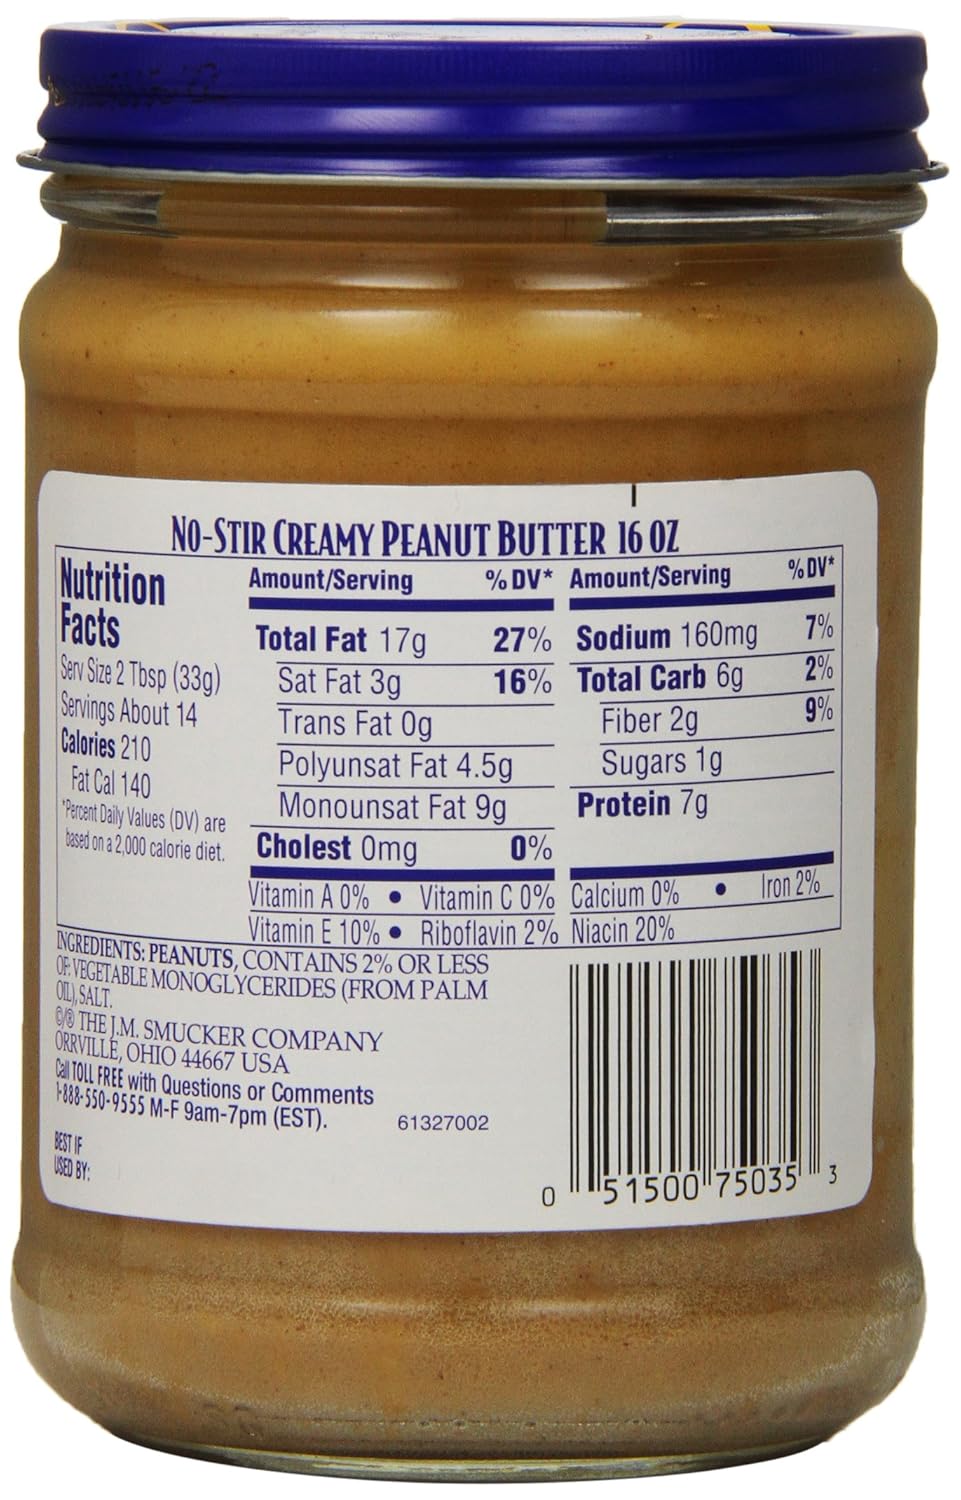 NO-STIR CREAMY PEANUT BUTTER 16 OZ
Nutrition
Facts
Serv Size 2 Tbsp (33g)
Servings About 14
Calories 210
Fat Cal 140
*Percent Daily Values (DV) are
based on a 2,000 calorie diet.
Amount/Serving %DV*
Total Fat 17g 27%
Sat Fat 3g 16%
Trans Fat 0g
Polyunsat Fat 4.5g
Monounsat Fat 9g
Cholest 0mg 0%
Amount/Serving %DV*
Sodium 160mg 7%
Total Carb 6g 2%
Fiber 2g 9%
Sugars 1g
Protein 7g
Vitamin A 0% • Vitamin C 0% Calcium 0% • Iron 2%
Vitamin E 10% • Riboflavin 2% Niacin 20%
INGREDIENTS: PEANUTS, CONTAINS 2% OR LESS
OF: VEGETABLE MONOGLYCERIDES (FROM PALM
OIL), SALT.
©/® THE J.M. SMUCKER COMPANY
ORRVILLE, OHIO 44667 USA
Call TOLL FREE with Questions or Comments
1-888-550-9555 M-F 9am-7pm (EST).
61327002
BEST IF
USED BY:
0 51500 75035 3